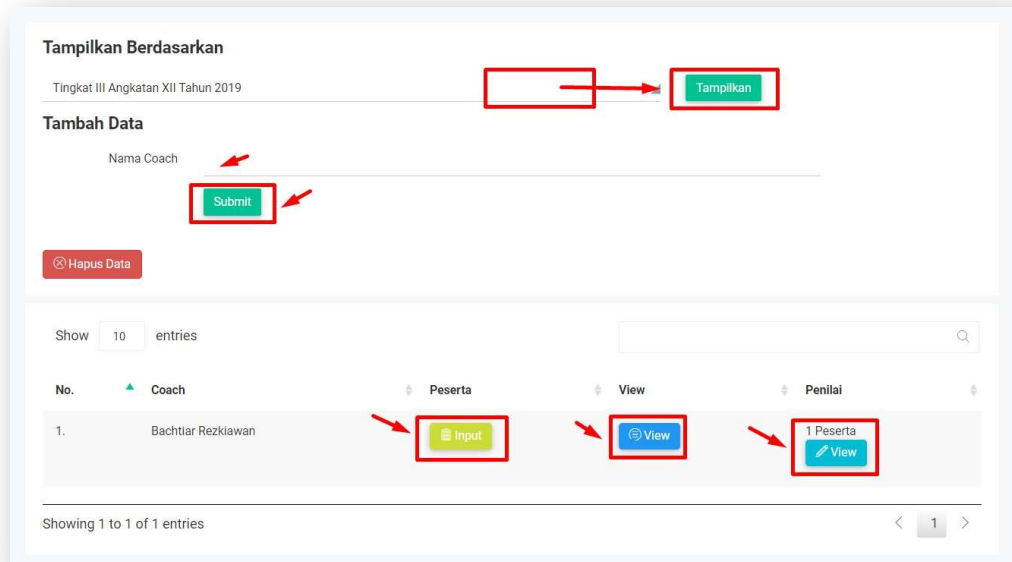 Tampilkan Berdasarkan
Tingkat III Angkatan XII Tahun 2019
Tampilkan
Tambah Data
Nama Coach
Submit
Hapus Data
Show 10 entries
No. Coach Peserta View Penilai
1. Bachtiar Rezkiawan Input View 1 Peserta
View
Showing 1 to 1 of 1 entries
1